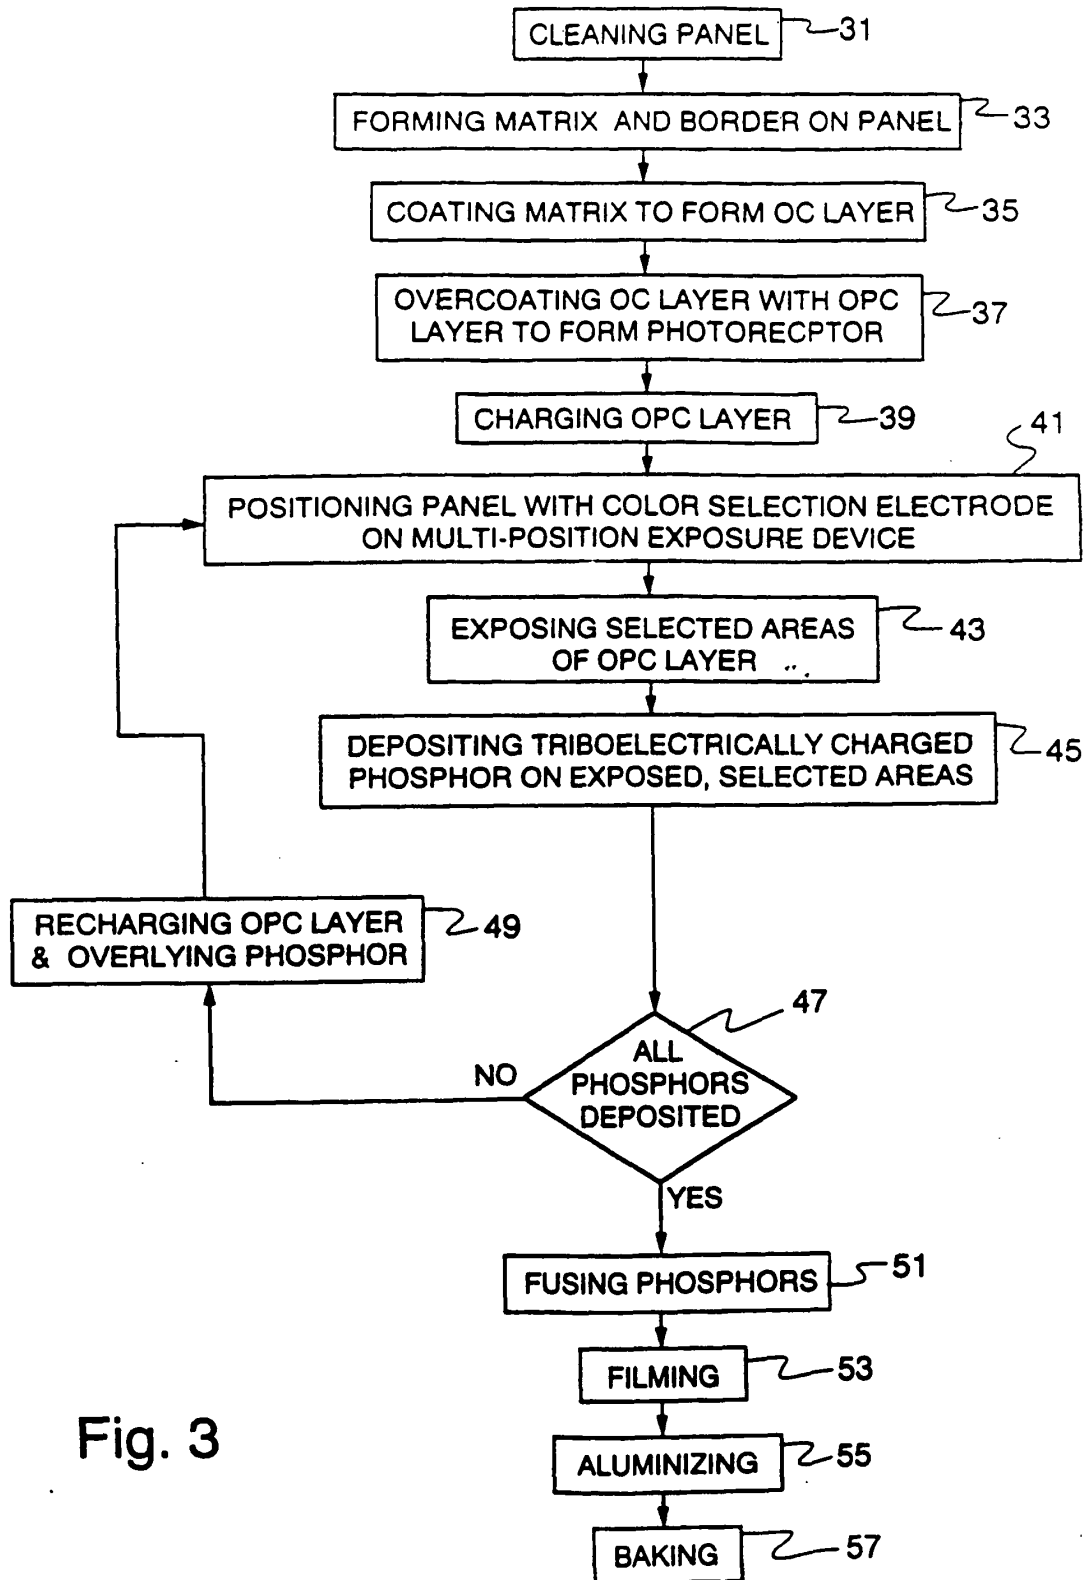 CLEANING PANEL
31
FORMING MATRIX AND BORDER ON PANEL
33
COATING MATRIX TO FORM OC LAYER
35
OVERCOATING OC LAYER WITH OPC
LAYER TO FORM PHOTORECPTOR
37
CHARGING OPC LAYER
39
41
POSITIONING PANEL WITH COLOR SELECTION ELECTRODE
ON MULTI-POSITION EXPOSURE DEVICE
EXPOSING SELECTED AREAS
OF OPC LAYER
43
DEPOSITING TRIBOELECTRICALLY CHARGED
PHOSPHOR ON EXPOSED, SELECTED AREAS
45
RECHARGING OPC LAYER
& OVERLYING PHOSPHOR
49
47
ALL
PHOSPHORS
DEPOSITED
NO
YES
FUSING PHOSPHORS
51
FILMING
53
ALUMINIZING
55
BAKING
57
Fig. 3